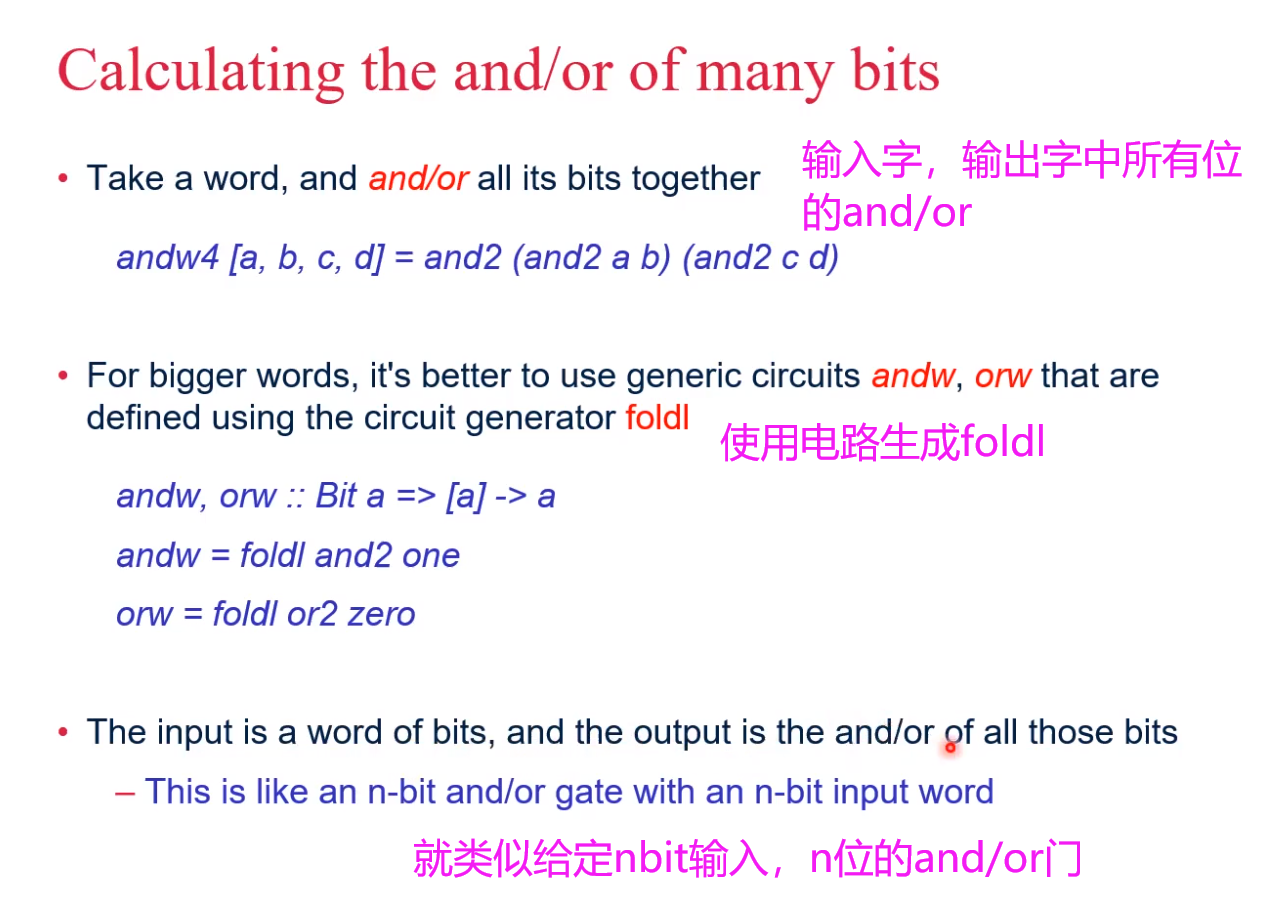 Calculating the and/or of many bits
• Take a word, and and/or all its bits together
输入字，输出字中所有位
的and/or
andw4 [a, b, c, d] = and2 (and2 a b) (and2 c d)
• For bigger words, it's better to use generic circuits andw, orw that are
defined using the circuit generator foldl
使用电路生成foldl
andw, orw :: Bit a => [a] -> a
andw = foldl and2 one
orw = foldl or2 zero
• The input is a word of bits, and the output is the and/or of all those bits
– This is like an n-bit and/or gate with an n-bit input word
就类似给定nbit输入，n位的and/or门